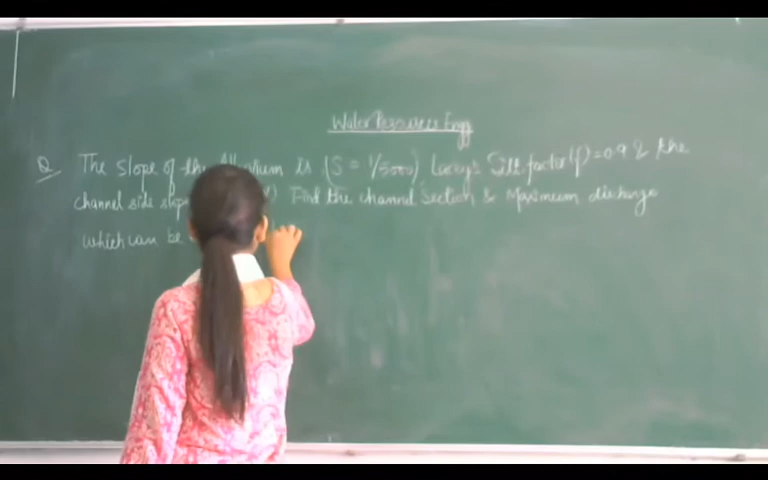 Water Resources Engg
Q. The slope of the Alluvium is (S = 1/5000) Lacey's Silt factor (f) = 0.9 & the
channel side slope Find the channel section & Maximum discharge
which can be